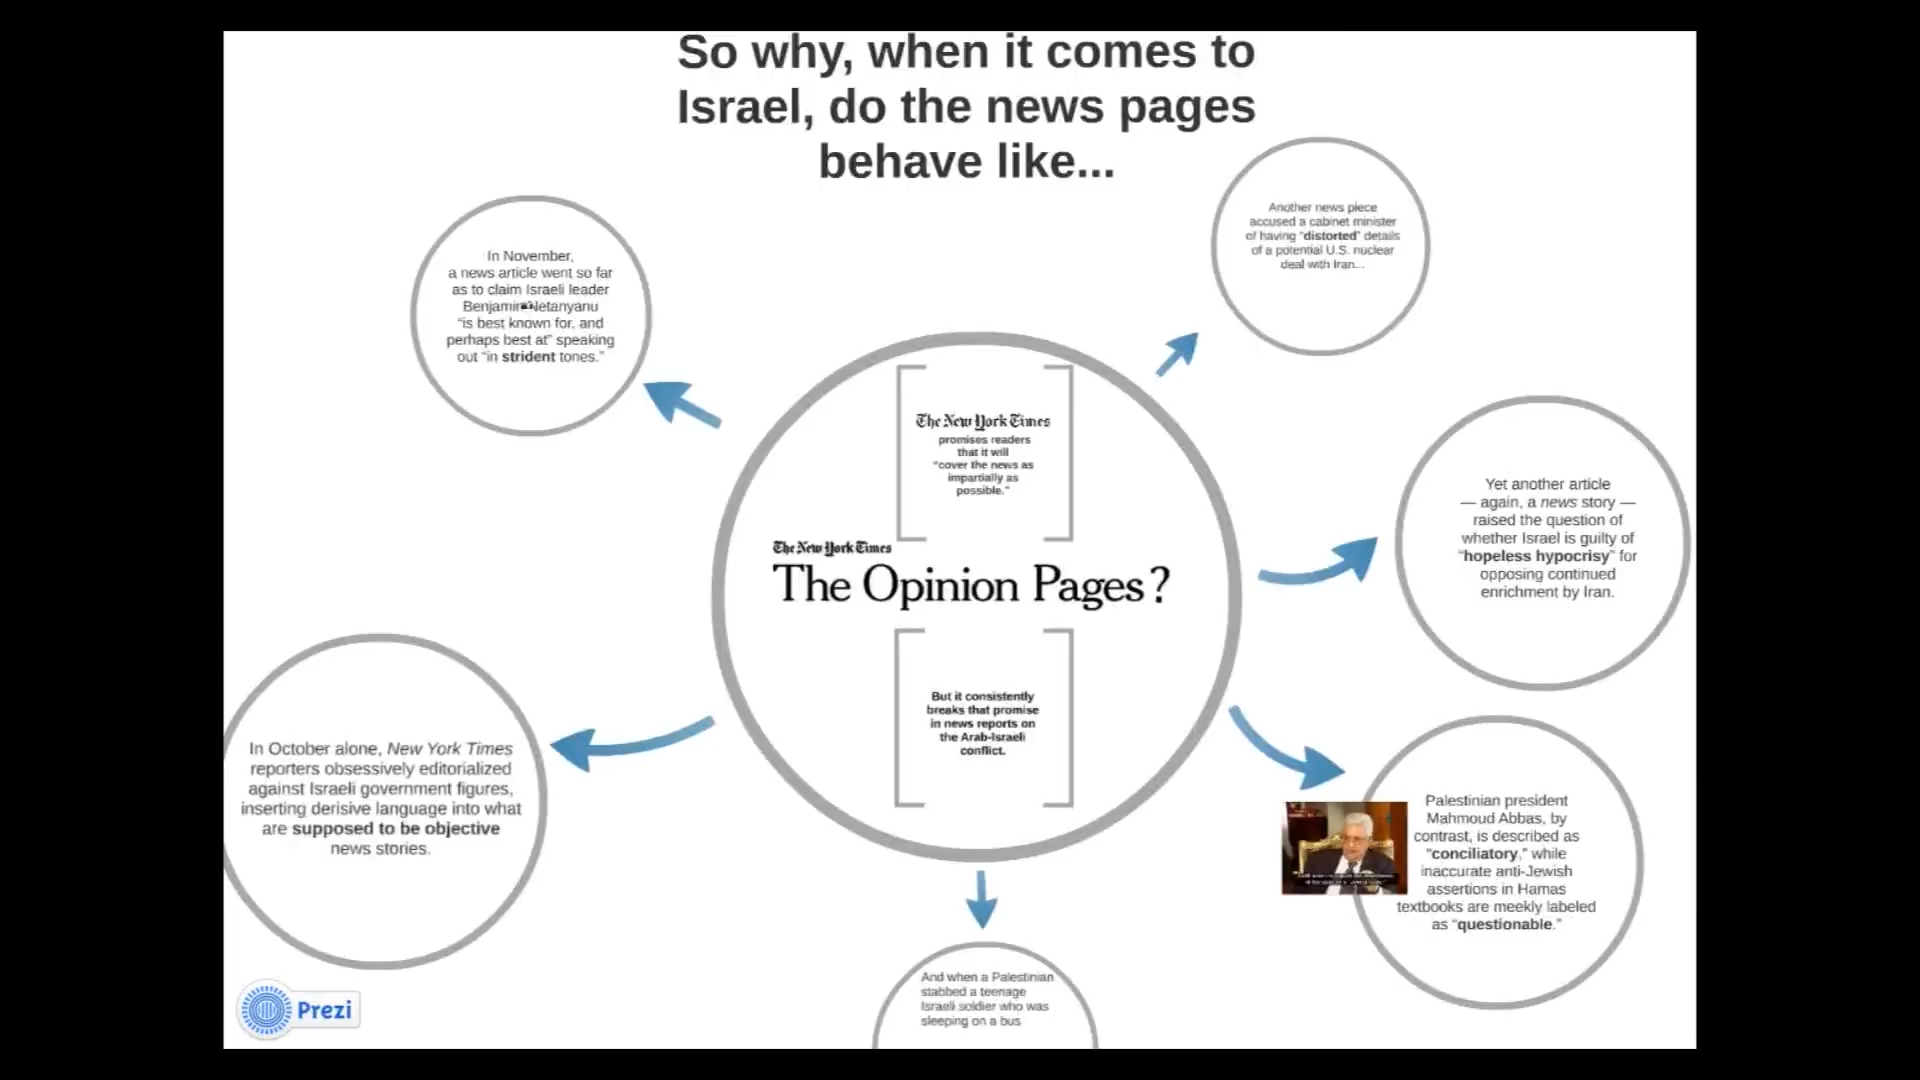 So why, when it comes to
Israel, do the news pages
behave like...
In November,
a news article went so far
as to claim Israeli leader
Benjamin Netanyanu
“is best known for, and
perhaps best at” speaking
out “in strident tones.”
Another news piece
accused a cabinet minister
of having “distorted” details
of a potential U.S. nuclear
deal with Iran...
The New York Times
promises readers
that it will
“cover the news as
impartially as
possible.”
The New York Times
The Opinion Pages?
But it consistently
breaks that promise
in news reports on
the Arab-Israeli
conflict.
Yet another article
— again, a news story —
raised the question of
whether Israel is guilty of
“hopeless hypocrisy” for
opposing continued
enrichment by Iran.
In October alone, New York Times
reporters obsessively editorialized
against Israeli government figures,
inserting derisive language into what
are supposed to be objective
news stories.
Palestinian president
Mahmoud Abbas, by
contrast, is described as
“conciliatory,” while
inaccurate anti-Jewish
assertions in Hamas
textbooks are meekly labeled
as “questionable.”
And when a Palestinian
stabbed a teenage
Israeli soldier who was
sleeping on a bus
Prezi